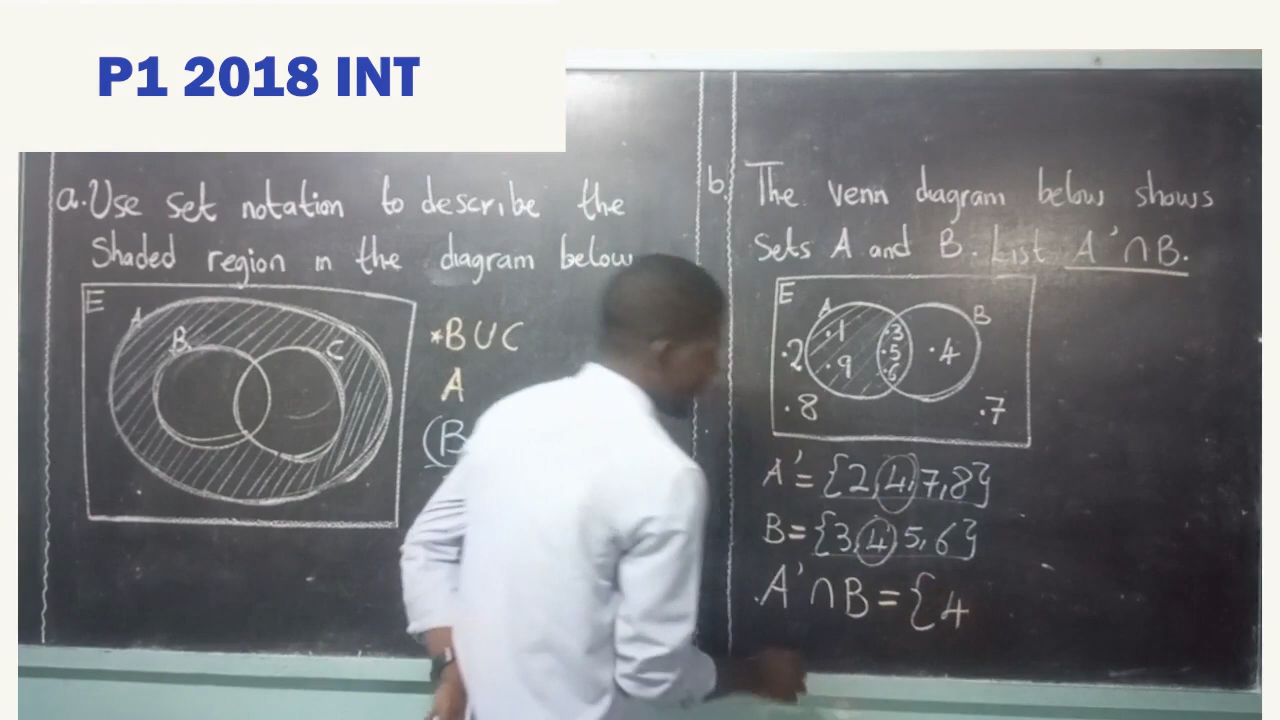 P1 2018 INT
a. Use set notation to describe the
Shaded region in the diagram below
E
A
B
C
*B∪C
A
(B
b. The venn diagram below shows
Sets A and B. List A'∩B.
E
A
B
.1
.3
.2
.5
.4
.9
.6
.8
.7
A'={2,4,7,8}
B={3,4,5,6}
A'∩B={4